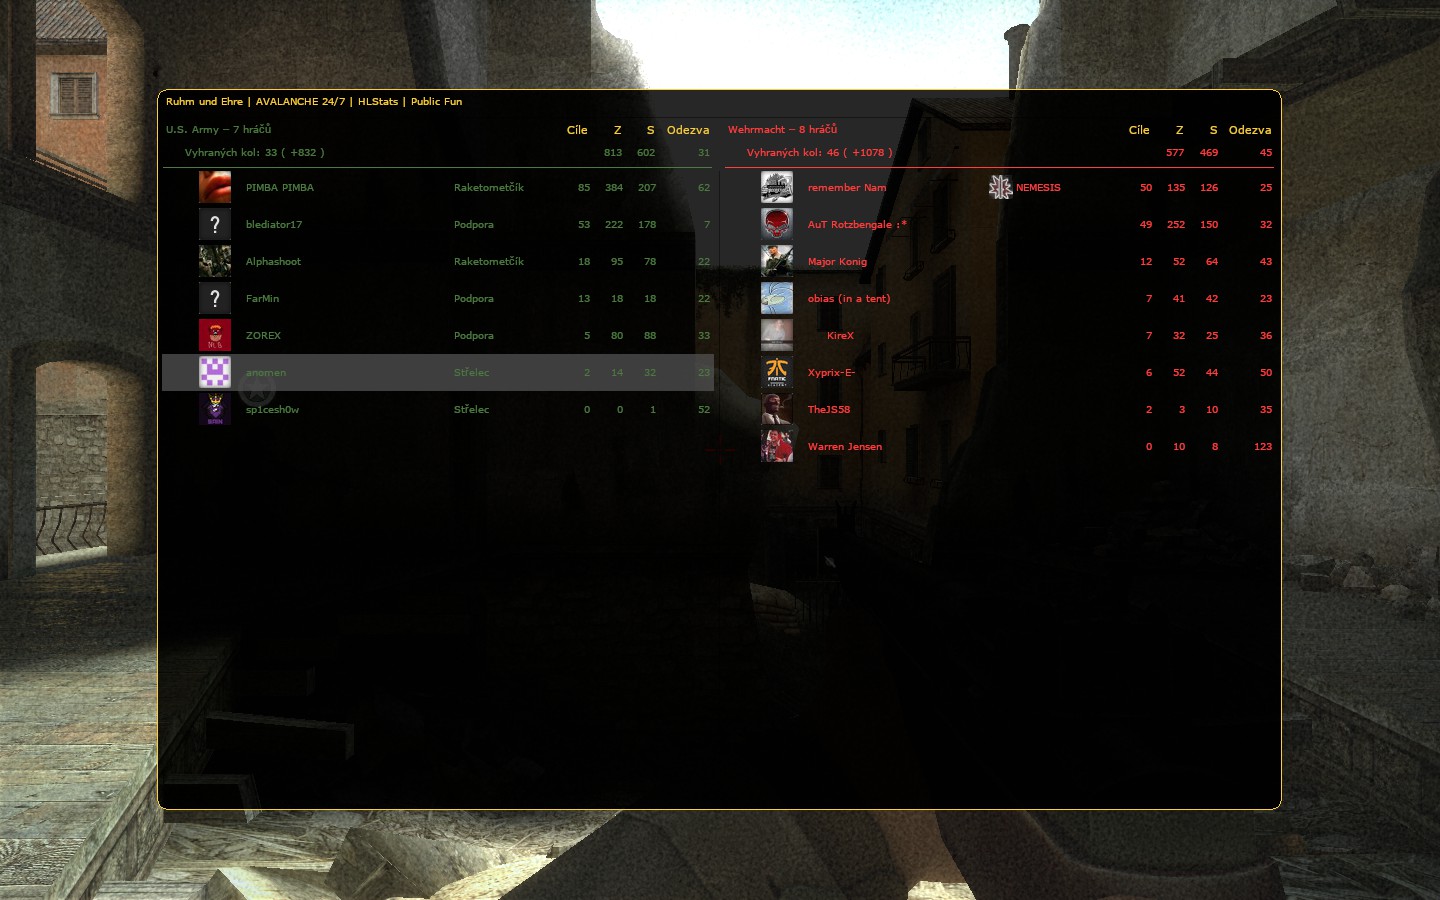 Ruhm und Ehre | AVALANCHE 24/7 | HLStats | Public Fun
U.S. Army – 7 hráčů Cíle Z S Odezva
Vyhraných kol: 33 ( +832 ) 813 602 31
PIMBA PIMBA Raketometčík 85 384 207 62
blediator17 Podpora 53 222 178 7
Alphashoot Raketometčík 18 95 78 22
FarMin Podpora 13 18 18 22
ZOREX Podpora 5 80 88 33
anomen Střelec 2 14 32 23
sp1cesh0w Střelec 0 0 1 52
Wehrmacht – 8 hráčů Cíle Z S Odezva
Vyhraných kol: 46 ( +1078 ) 577 469 45
remember Nam NEMESIS 50 135 126 25
AuT Rotzbengale :* 49 252 150 32
Major Konig 12 52 64 43
obias (in a tent) 7 41 42 23
KireX 7 32 25 36
FNATIC
Xyprix-E- 6 52 44 50
TheJS58 2 3 10 35
Warren Jensen 0 10 8 123